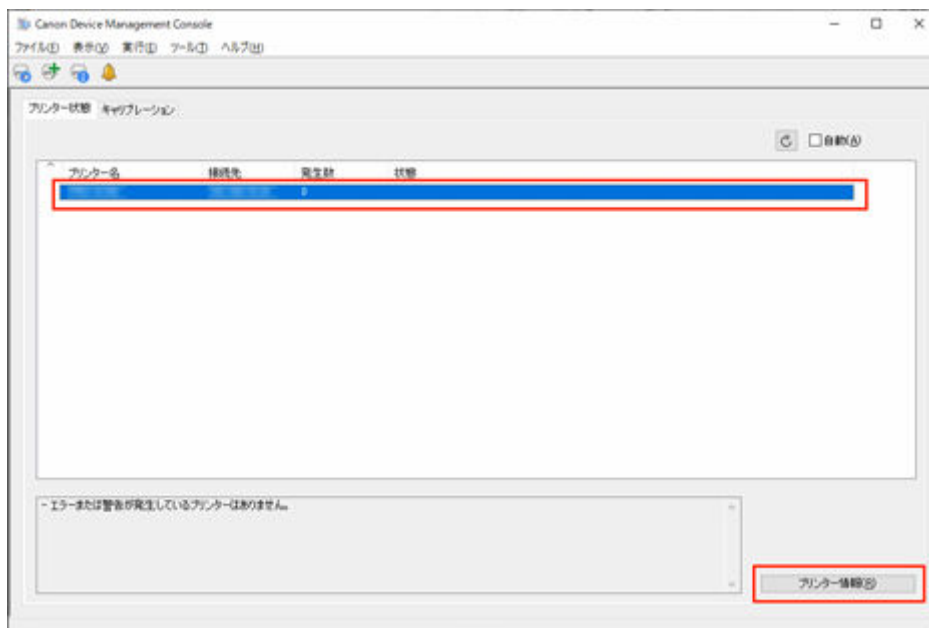 Canon Device Management Console
ファイル(F) 表示(V) 実行(E) ツール(T) ヘルプ(H)
プリンター状態 キャリブレーション
自動(A)
プリンター名 接続先 発生数 状態
0
- エラーまたは警告が発生しているプリンターはありません。
プリンター情報(R)